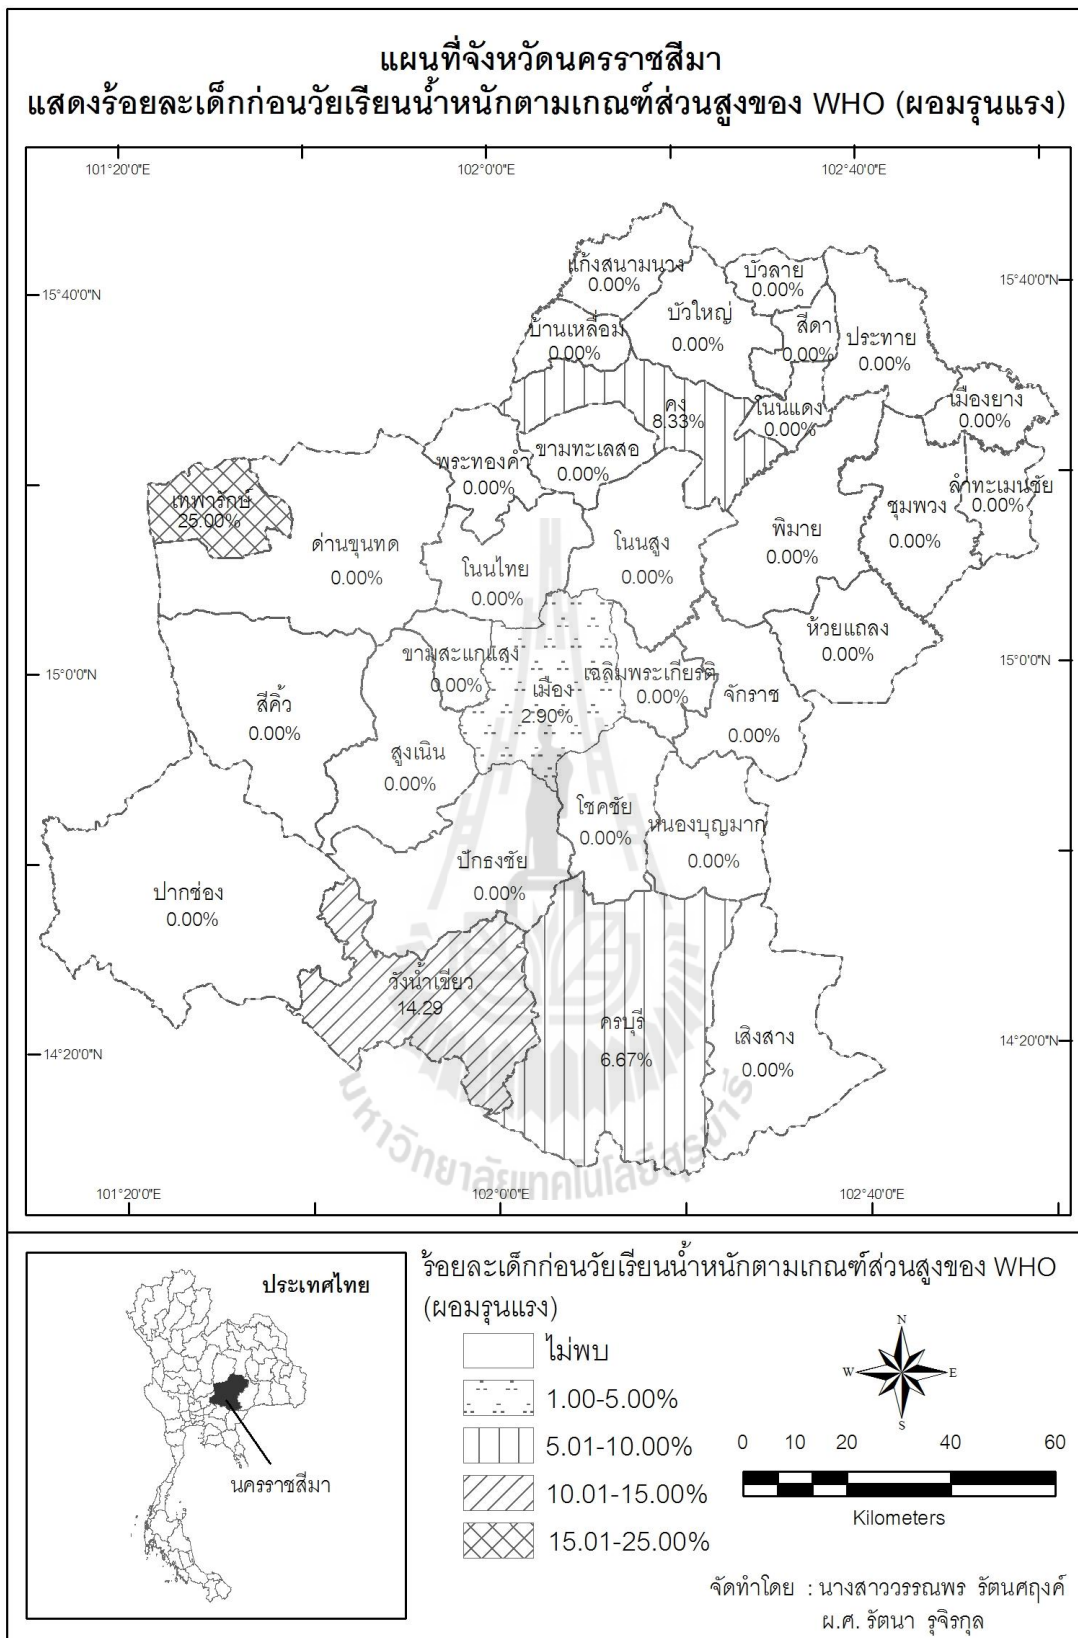 แผนที่จังหวัดนครราชสีมา
แสดงร้อยละเด็กก่อนวัยเรียนน้ำหนักตามเกณฑ์ส่วนสูงของ WHO (ผอมรุนแรง)
101°20'0"E
102°0'0"E
102°40'0"E
15°40'0"N
15°40'0"N
แก้งสนามนาง
0.00%
บัวลาย
0.00%
บ้านเหลื่อม
0.00%
บัวใหญ่
0.00%
สีดา
0.00%
ประทาย
0.00%
คง
8.33%
โนนแดง
0.00%
เมืองยาง
0.00%
พระทองคำ
0.00%
ขามทะเลสอ
0.00%
เทพารักษ์
25.00%
ด่านขุนทด
0.00%
โนนไทย
0.00%
โนนสูง
0.00%
พิมาย
0.00%
ชุมพวง
0.00%
ลำทะเมนชัย
0.00%
ห้วยแถลง
0.00%
15°0'0"N
15°0'0"N
สีคิ้ว
0.00%
ขามสะแกแสง
0.00%
เมือง
2.90%
เฉลิมพระเกียรติ
0.00%
จักราช
0.00%
สูงเนิน
0.00%
โชคชัย
0.00%
หนองบุญมาก
0.00%
ปากช่อง
0.00%
ปักธงชัย
0.00%
วังน้ำเขียว
14.29
ครบุรี
6.67%
เสิงสาง
0.00%
14°20'0"N
14°20'0"N
มหาวิทยาลัยเทคโนโลยีสุรนารี
101°20'0"E
102°0'0"E
102°40'0"E
ประเทศไทย
นครราชสีมา
ร้อยละเด็กก่อนวัยเรียนน้ำหนักตามเกณฑ์ส่วนสูงของ WHO
(ผอมรุนแรง)
ไม่พบ
1.00-5.00%
5.01-10.00%
10.01-15.00%
15.01-25.00%
N
W
E
S
0 10 20 40 60
Kilometers
จัดทำโดย : นางสาววรรณพร รัตนศฤงค์
ผ.ศ. รัตนา รุจิรกุล